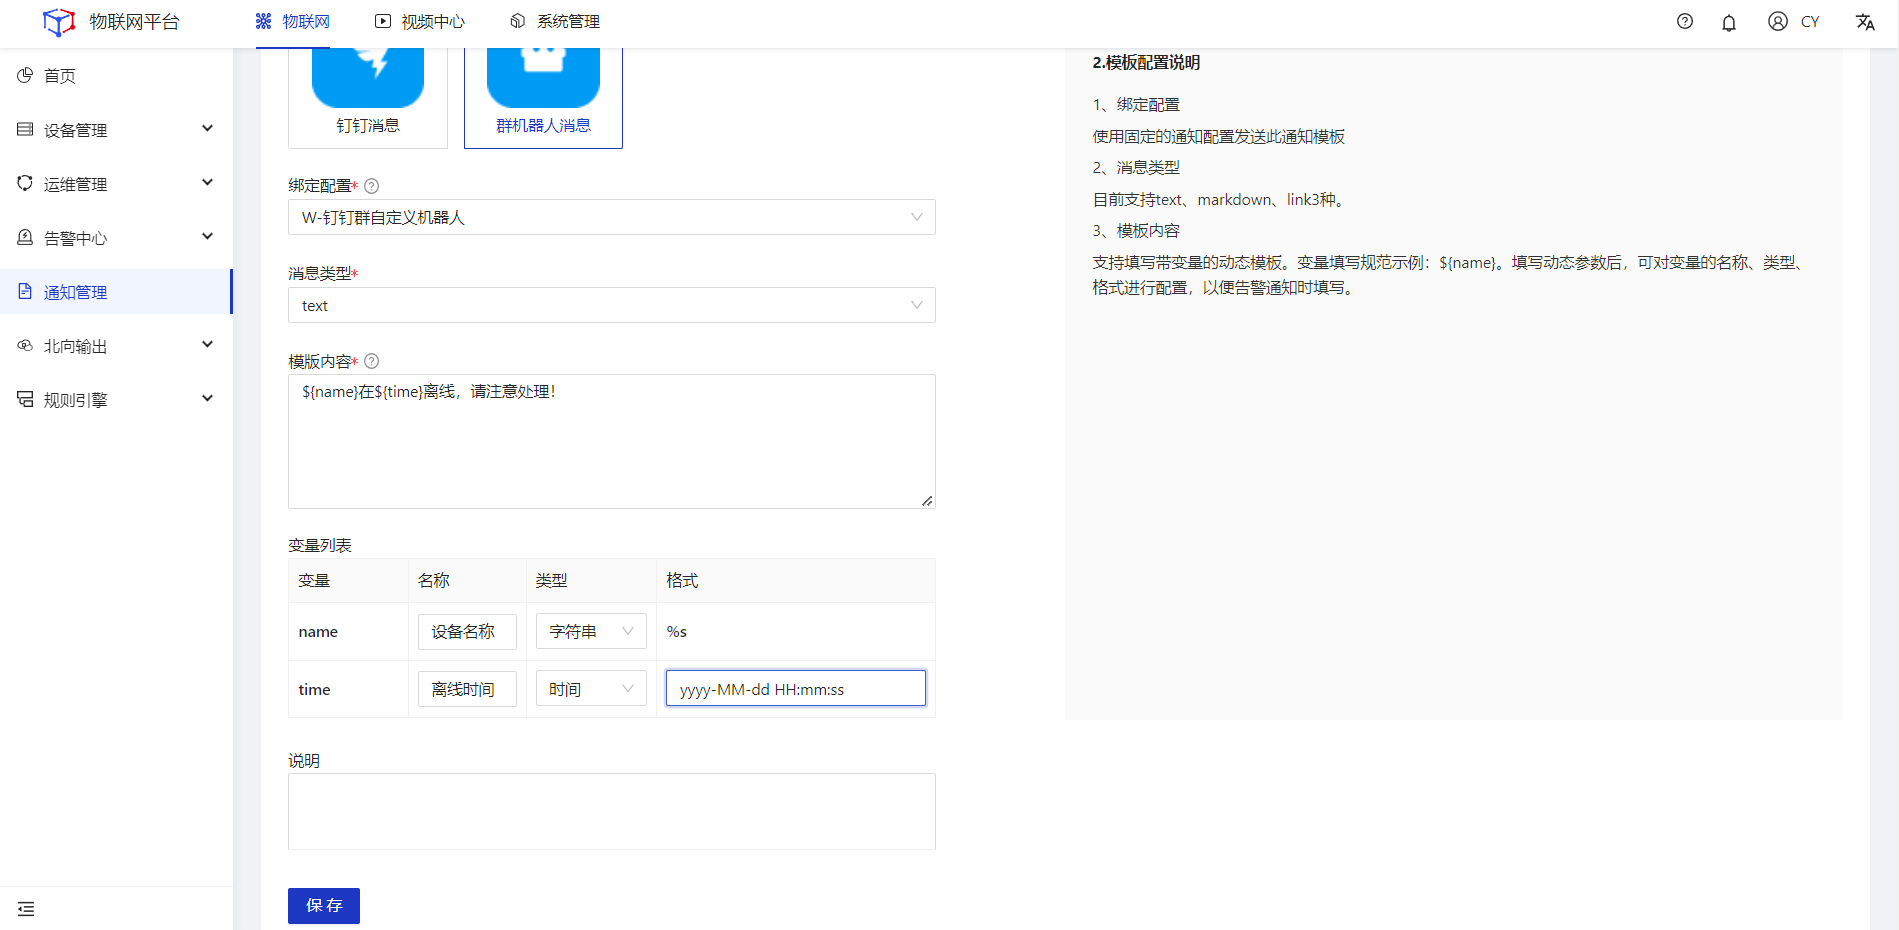 物联网平台
物联网
视频中心
系统管理
CY
首页
设备管理
运维管理
告警中心
通知管理
北向输出
规则引擎
钉钉消息
群机器人消息
绑定配置*
W-钉钉群自定义机器人
消息类型*
text
模版内容*
${name}在${time}离线，请注意处理！
变量列表
变量 名称 类型 格式
name 设备名称 字符串 %s
time 离线时间 时间 yyyy-MM-dd HH:mm:ss
说明
保存
2.模板配置说明
1、绑定配置
使用固定的通知配置发送此通知模板
2、消息类型
目前支持text、markdown、link3种。
3、模板内容
支持填写带变量的动态模板。变量填写规范示例：${name}。填写动态参数后，可对变量的名称、类型、
格式进行配置，以便告警通知时填写。